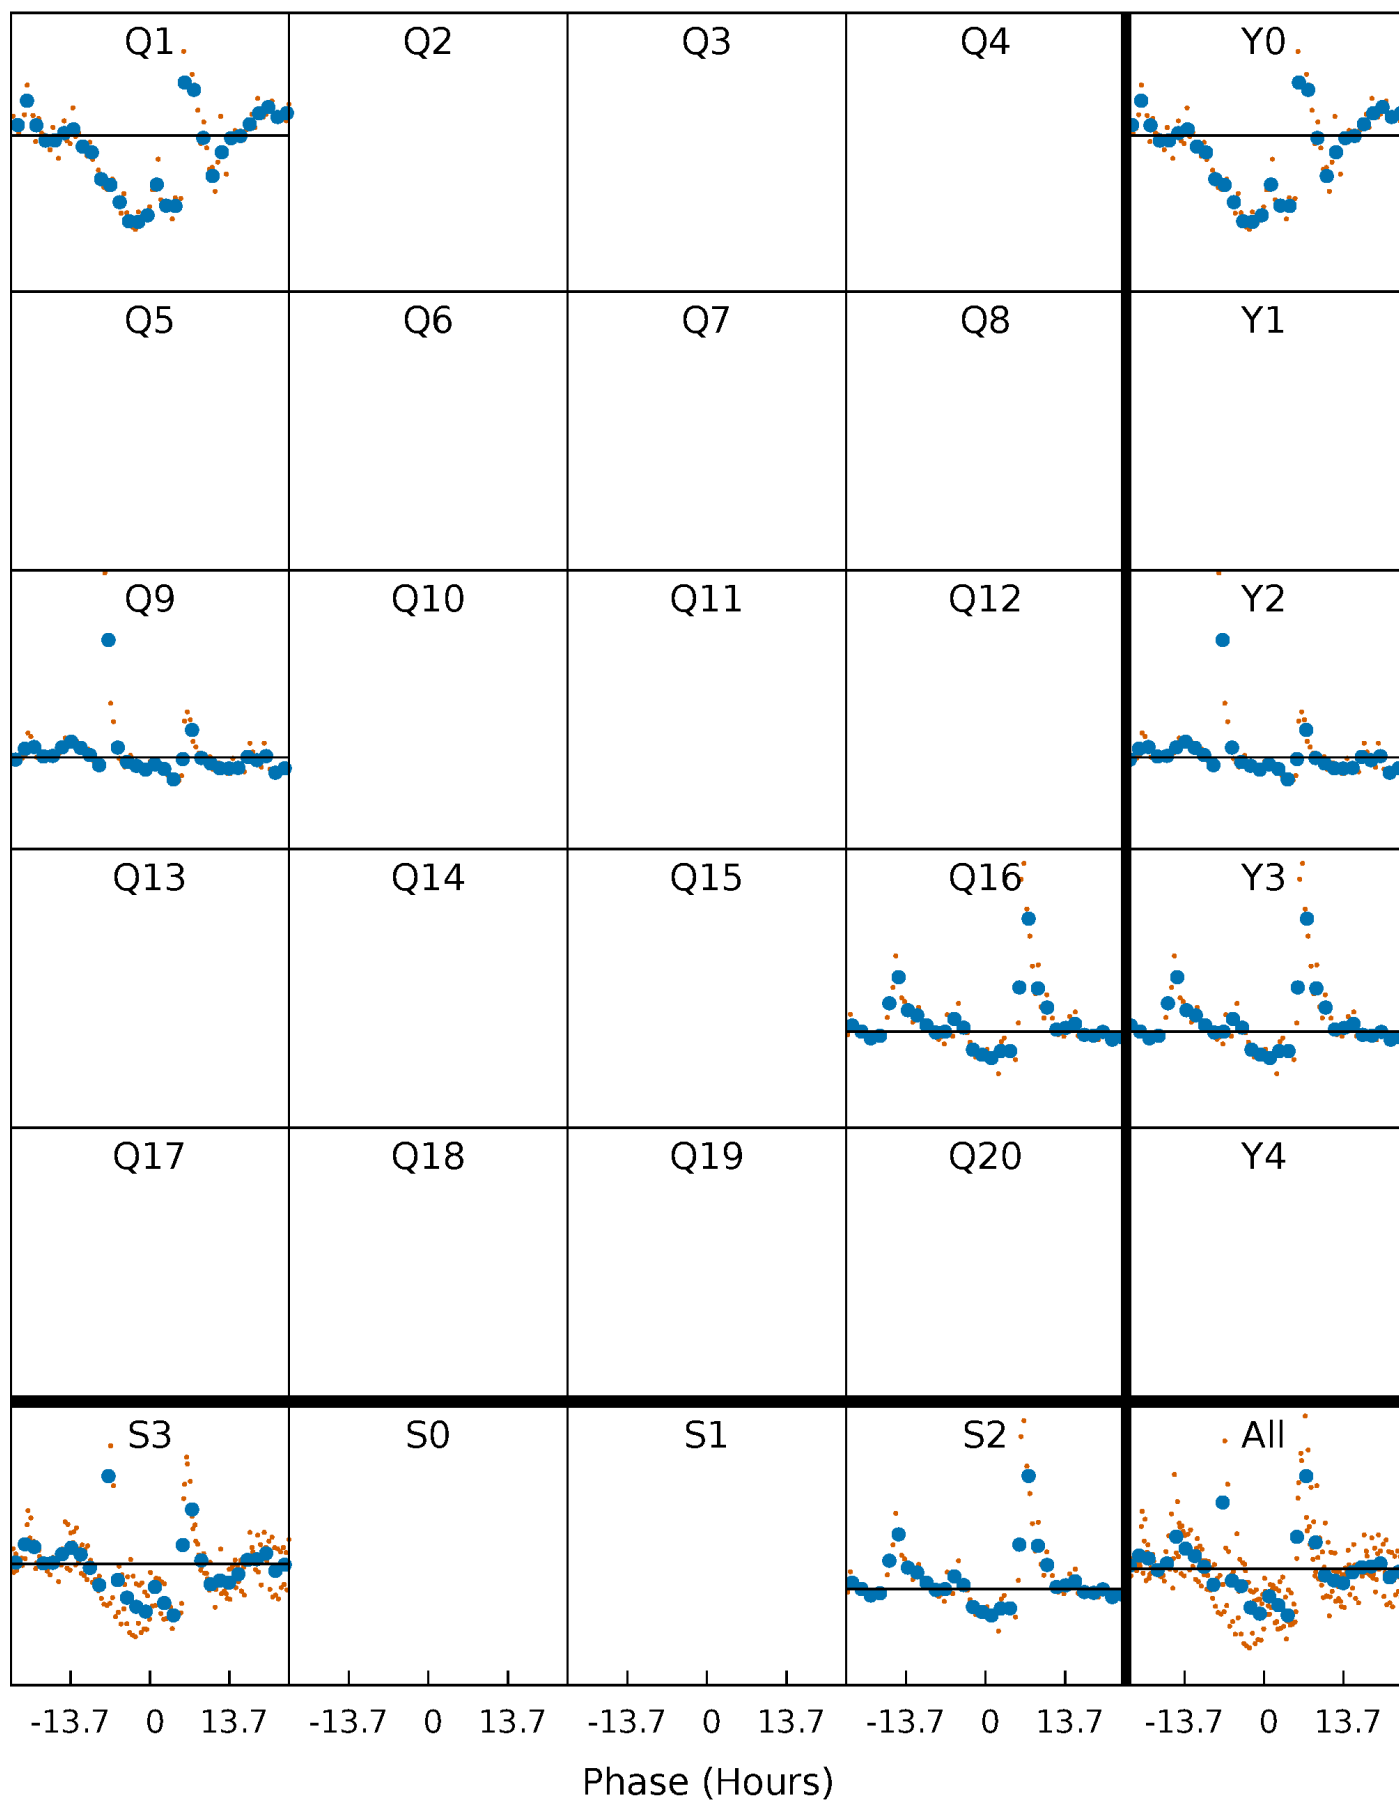 Q1 Q2 Q3 Q4 Y0
Q5 Q6 Q7 Q8 Y1
Q9 Q10 Q11 Q12 Y2
Q13 Q14 Q15 Q16 Y3
Q17 Q18 Q19 Q20 Y4
S3 S0 S1 S2 All
-13.7 0 13.7 -13.7 0 13.7 -13.7 0 13.7 -13.7 0 13.7 -13.7 0 13.7
Phase (Hours)